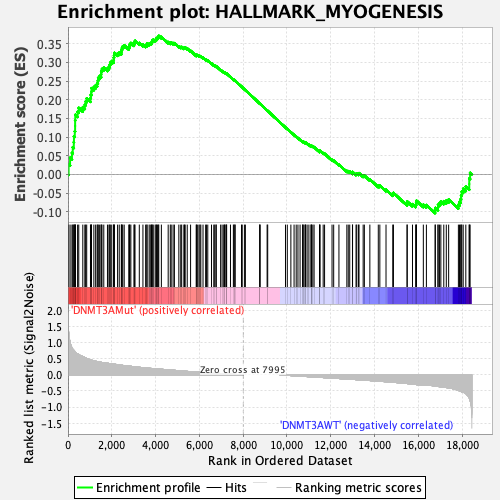 Enrichment plot: HALLMARK_MYOGENESIS
Enrichment score (ES)
0.35
0.30
0.25
0.20
0.15
0.10
0.05
0.00
-0.05
-0.10
'DNMT3AMut' (positively correlated)
Ranked list metric (Signal2Noise)
2.0
1.5
1.0
0.5
0.0
-0.5
-1.0
-1.5
Zero cross at 7995
'DNMT3AWT' (negatively correlated)
0
2,000
4,000
6,000
8,000
10,000
12,000
14,000
16,000
18,000
Rank in Ordered Dataset
Enrichment profile
Hits
Ranking metric scores